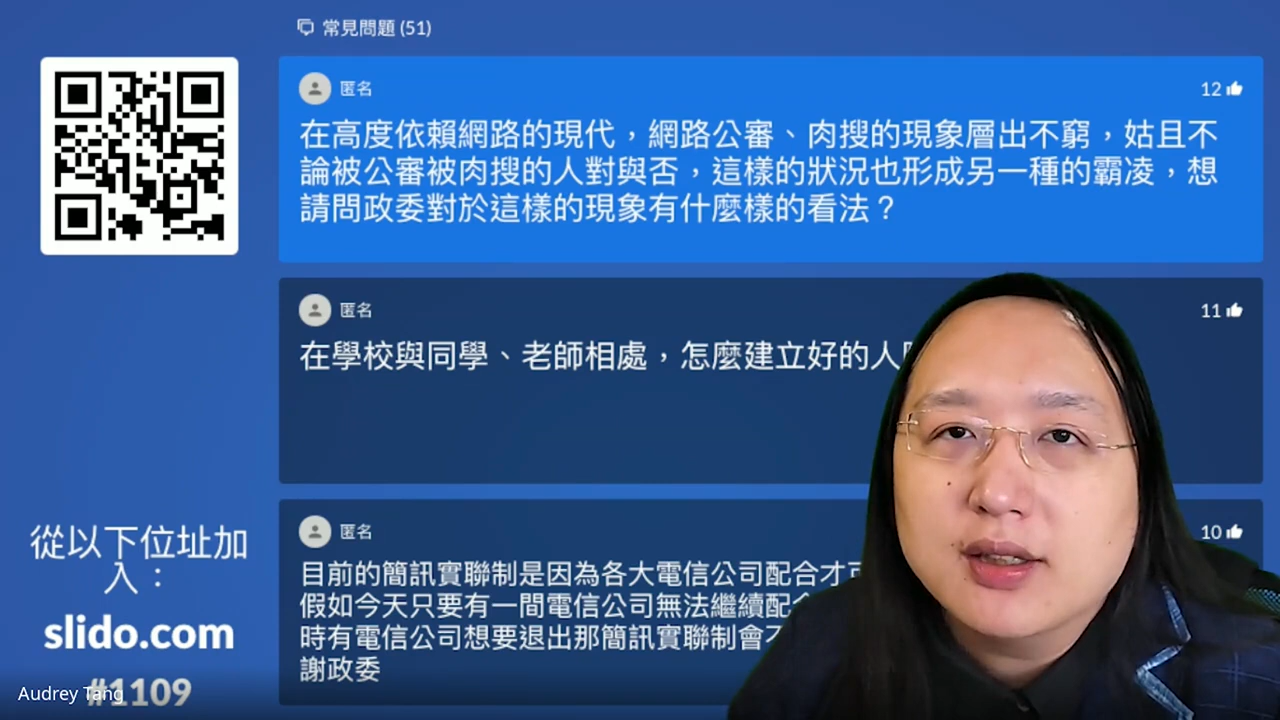 常見問題 (51)
匿名
12
在高度依賴網路的現代，網路公審、肉搜的現象層出不窮，姑且不
論被公審被肉搜的人對與否，這樣的狀況也形成另一種的霸凌，想
請問政委對於這樣的現象有什麼樣的看法？
匿名
11
在學校與同學、老師相處，怎麼建立好的人
匿名
10
目前的簡訊實聯制是因為各大電信公司配合才
假如今天只要有一間電信公司無法繼續配
時有電信公司想要退出那簡訊實聯制會
謝政委
從以下位址加
入：
slido.com
#1109
Audrey Tang